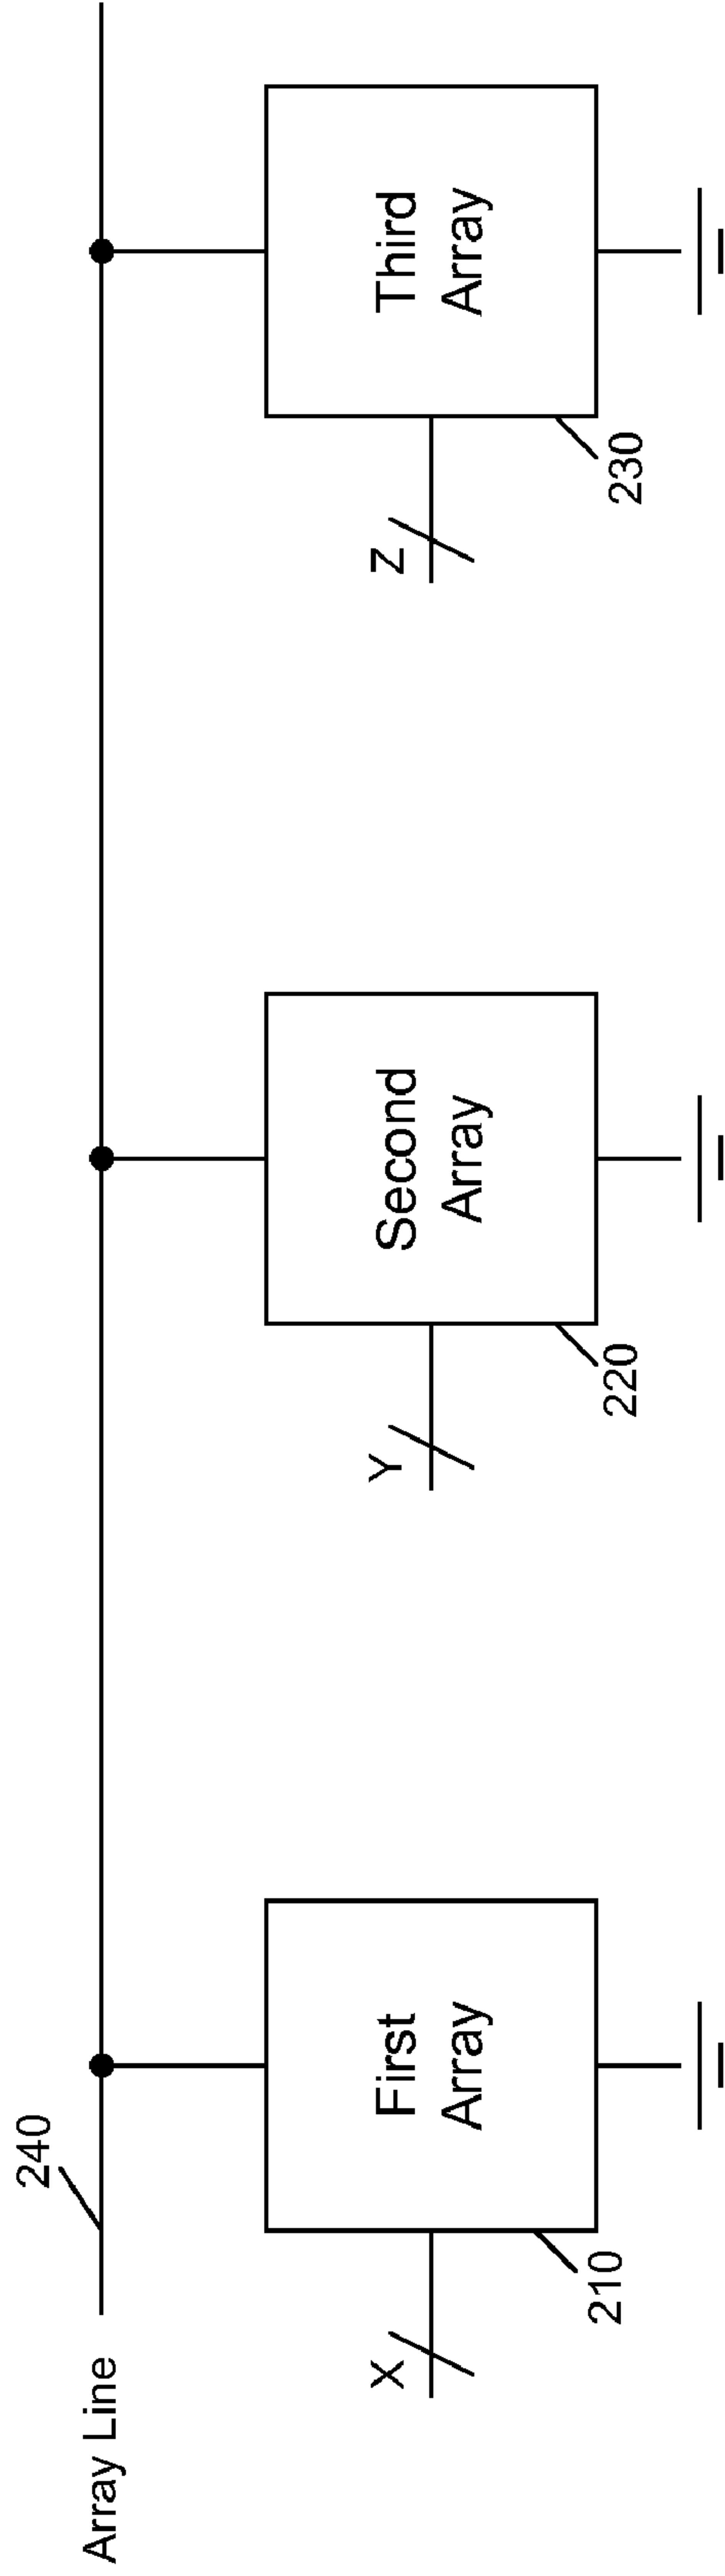 Array Line
240
X
First
Array
210
Y
Second
Array
220
Z
Third
Array
230